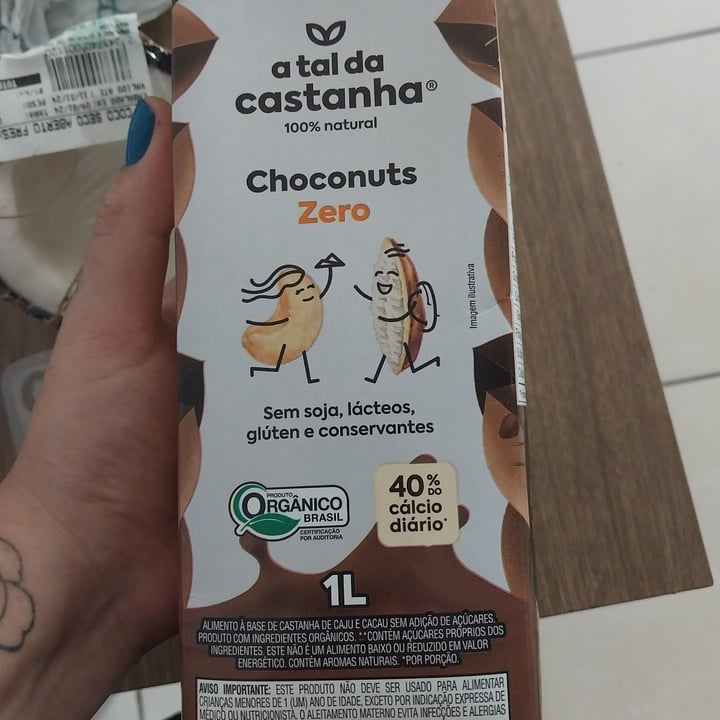 a tal da
castanha®
100% natural
Choconuts
Zero
Imagem ilustrativa
Sem soja, lácteos,
glúten e conservantes
PRODUTO
ORGÂNICO
BRASIL
CERTIFICAÇÃO
POR AUDITORIA
40% DO
cálcio
diário*
1L
ALIMENTO À BASE DE CASTANHA DE CAJU E CACAU SEM ADIÇÃO DE AÇÚCARES.
PRODUTO COM INGREDIENTES ORGÂNICOS. **CONTÉM AÇÚCARES PRÓPRIOS DOS
INGREDIENTES. ESTE NÃO É UM ALIMENTO BAIXO OU REDUZIDO EM VALOR
ENERGÉTICO. CONTÉM AROMAS NATURAIS. *POR PORÇÃO.
AVISO IMPORTANTE: ESTE PRODUTO NÃO DEVE SER USADO PARA ALIMENTAR
CRIANÇAS MENORES DE 1 (UM) ANO DE IDADE, EXCETO POR INDICAÇÃO EXPRESSA DE
MÉDICO OU NUTRICIONISTA. O ALEITAMENTO MATERNO EVITA INFECÇÕES E ALERGIAS
COCO SECO ABERTO FRES